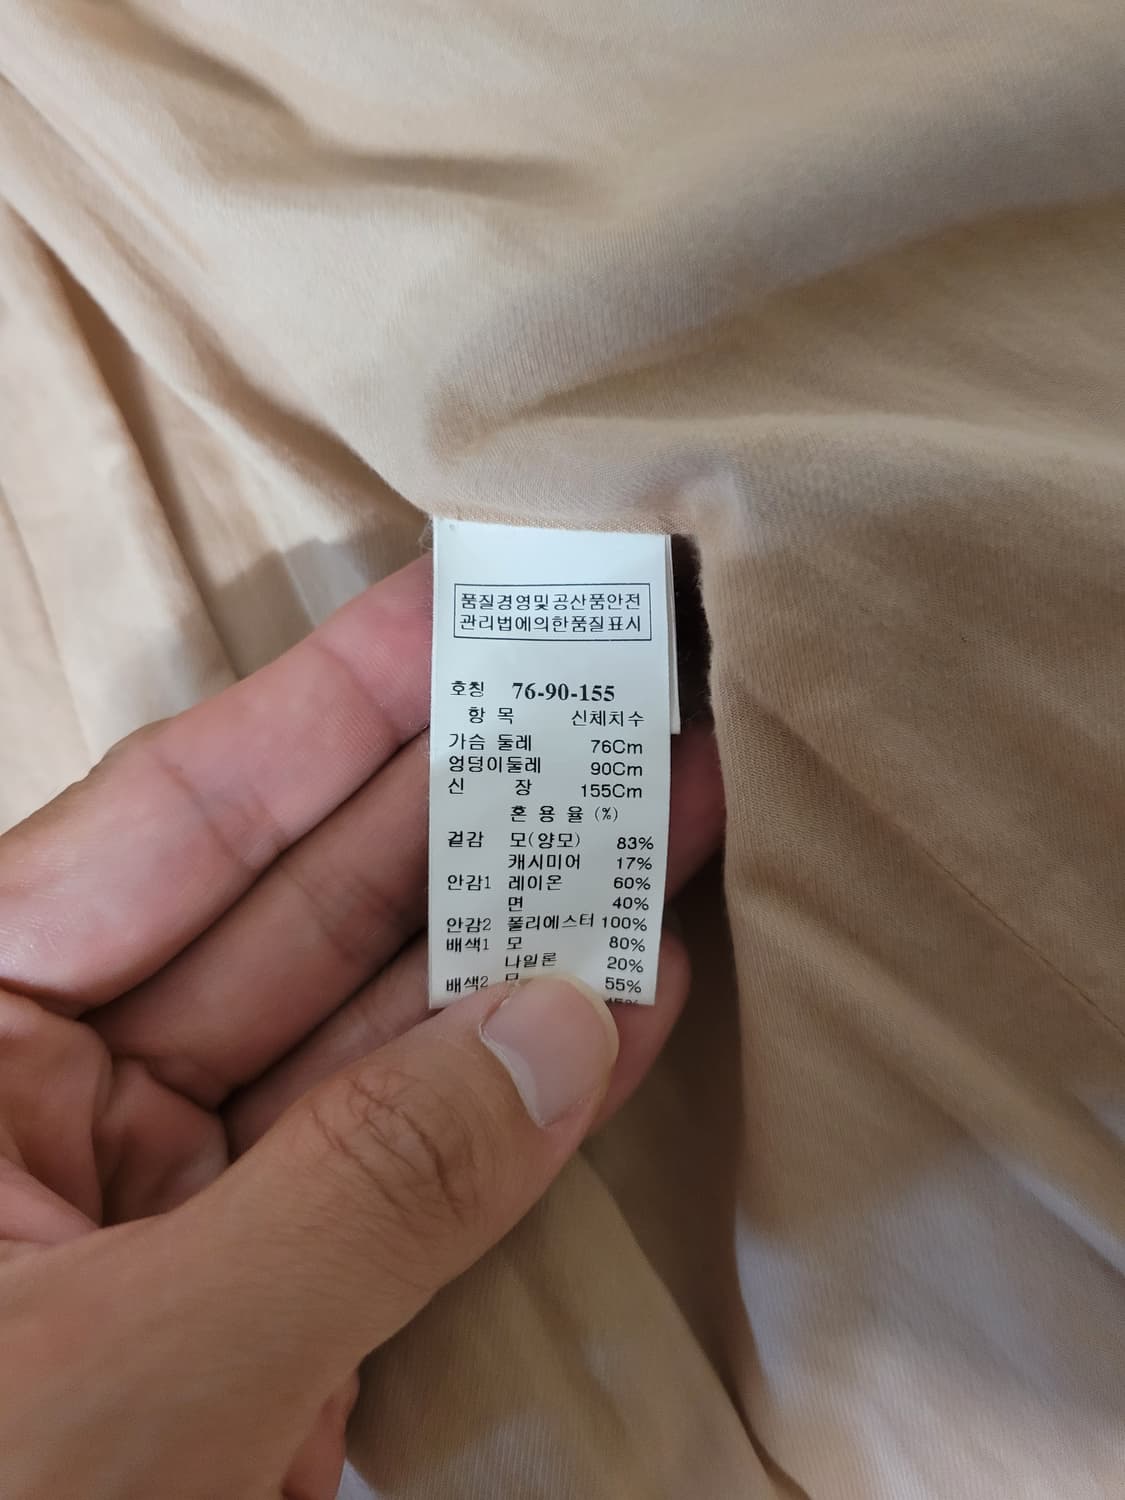 품질경영및공산품안전
관리법에의한품질표시
호칭 76-90-155
항 목 신체치수
가슴 둘레 76Cm
엉덩이둘레 90Cm
신 장 155Cm
혼 용 율 (%)
겉감 모(양모) 83%
캐시미어 17%
안감1 레이온 60%
면 40%
안감2 폴리에스터 100%
배색1 모 80%
나일론 20%
배색2 55%
45%